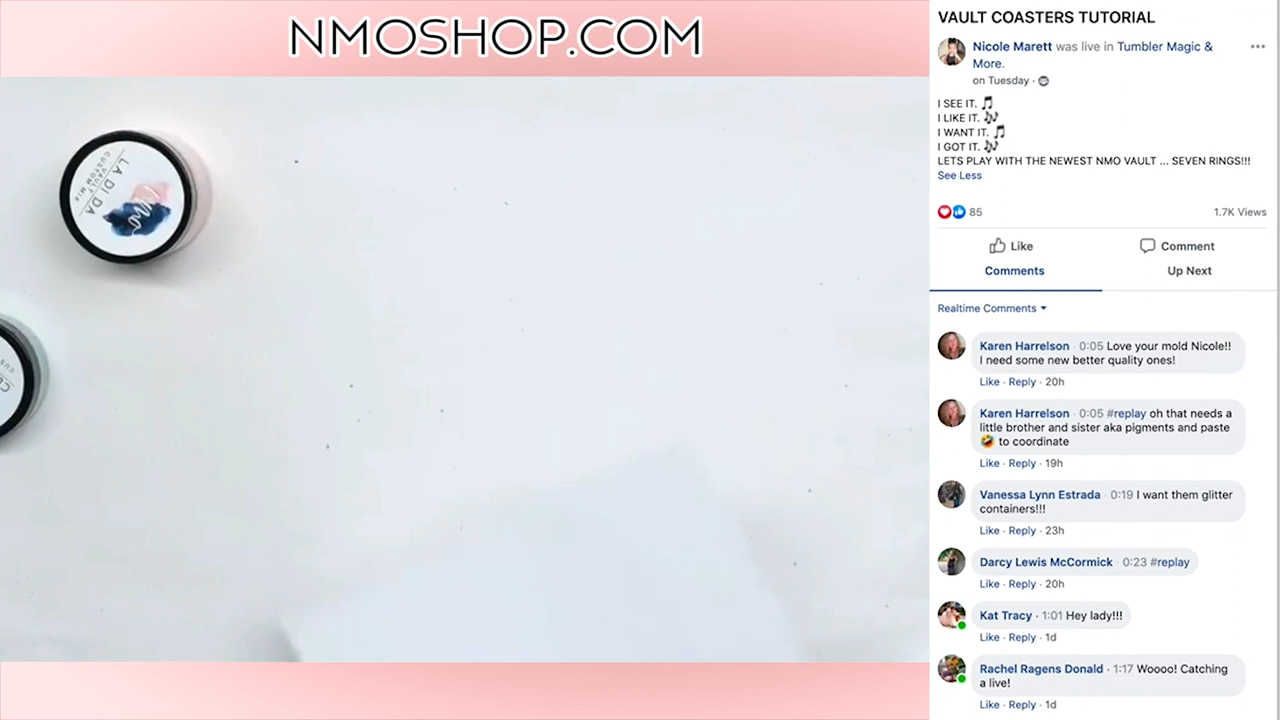 NMOSHOP.COM
LA DI DA
VAULT
CUSTOM MIX
nmo
VAULT COASTERS TUTORIAL
Nicole Marett was live in Tumbler Magic &
More.
on Tuesday ·
I SEE IT. 🎵
I LIKE IT. 🎶
I WANT IT. 🎵
I GOT IT. 🎶
LETS PLAY WITH THE NEWEST NMO VAULT ... SEVEN RINGS!!!
See Less
85
1.7K Views
Like
Comment
Comments
Up Next
Realtime Comments
Karen Harrelson · 0:05 Love your mold Nicole!!
I need some new better quality ones!
Like · Reply · 20h
Karen Harrelson · 0:05 #replay oh that needs a
little brother and sister aka pigments and paste
🤣 to coordinate
Like · Reply · 19h
Vanessa Lynn Estrada · 0:19 I want them glitter
containers!!!
Like · Reply · 23h
Darcy Lewis McCormick · 0:23 #replay
Like · Reply · 20h
Kat Tracy · 1:01 Hey lady!!!
Like · Reply · 1d
Rachel Ragens Donald · 1:17 Woooo! Catching
a live!
Like · Reply · 1d